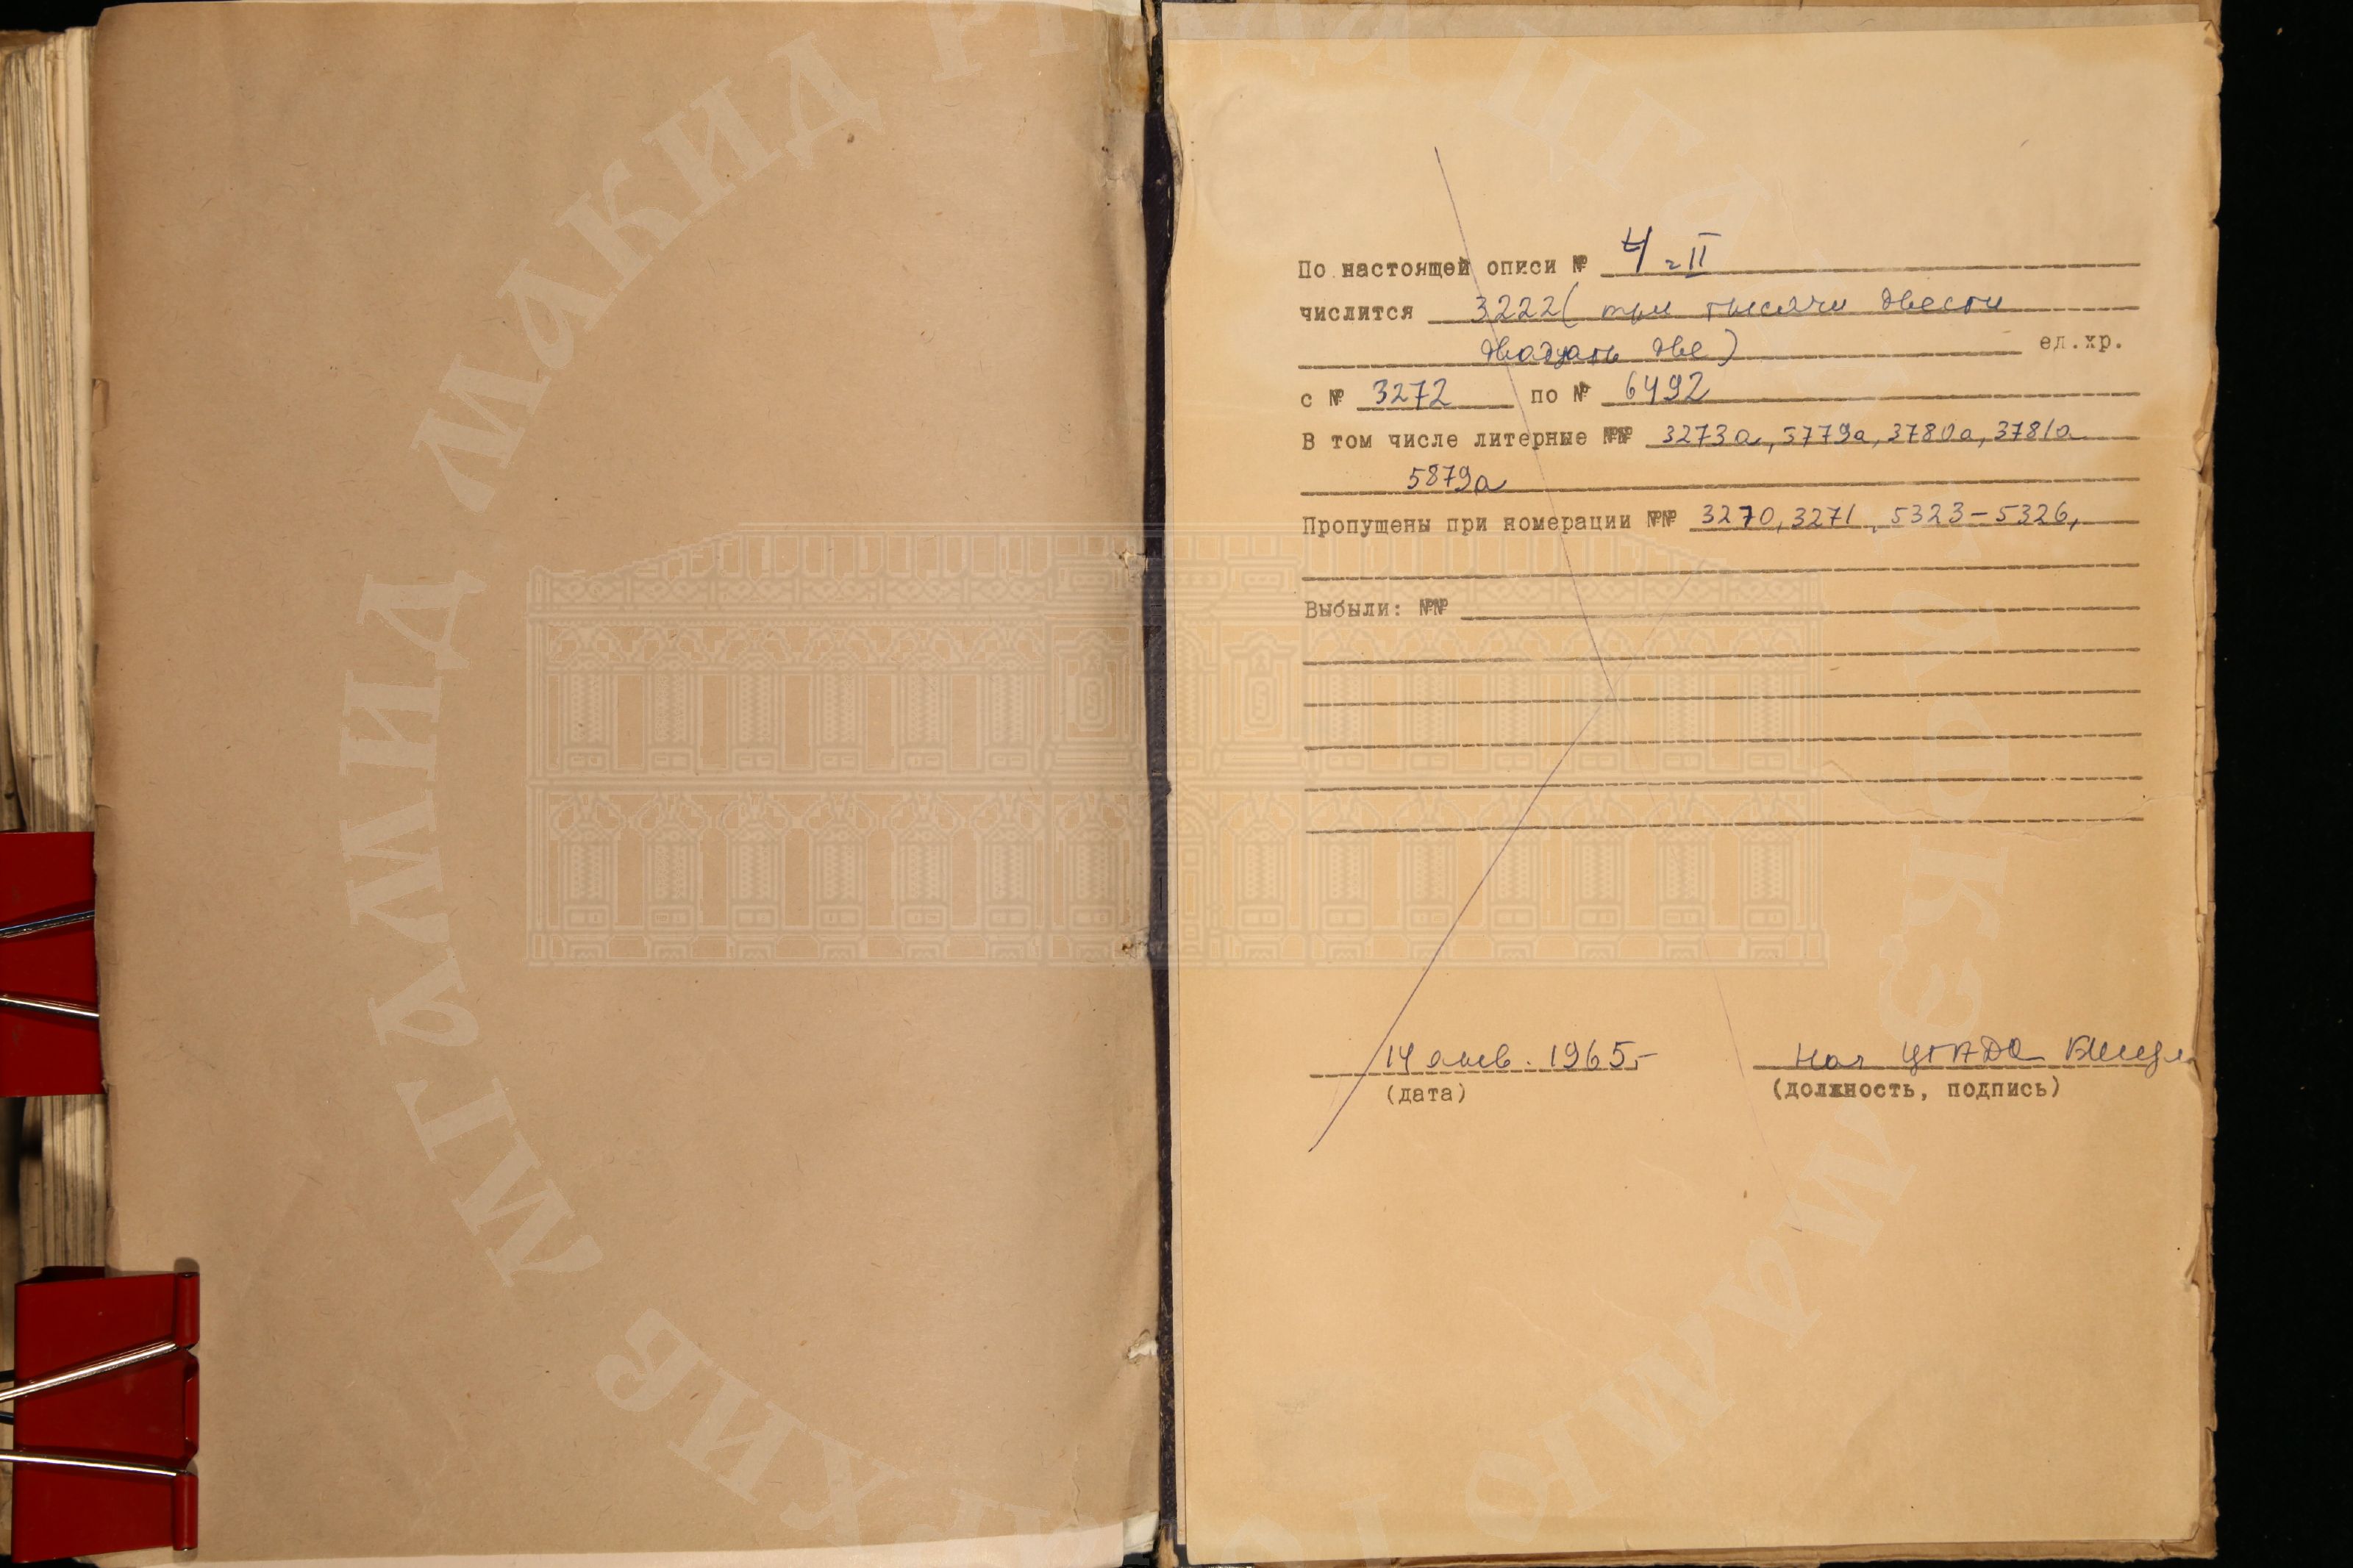 По настоящей описи № 4-II
числится 3222 (три тысячи двести
двадцать две) ед.хр.
с № 3272 по № 6492
В том числе литерные №№ 3273а, 5779а, 3780а, 3781а
5879а
Пропущены при номерации №№ 3270, 3271, 5323-5326,
Выбыли: №№
14 янв. 1965 Нач ЦГАДА
(дата) (должность, подпись)